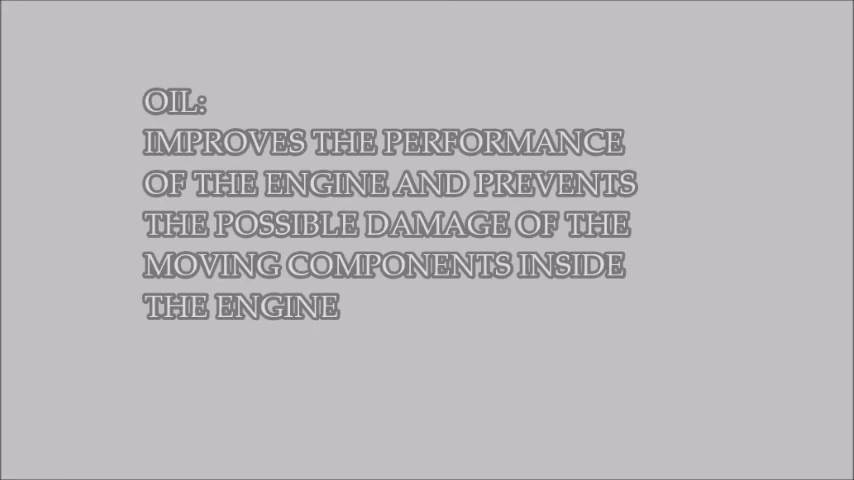 OIL:
IMPROVES THE PERFORMANCE
OF THE ENGINE AND PREVENTS
THE POSSIBLE DAMAGE OF THE
MOVING COMPONENTS INSIDE
THE ENGINE